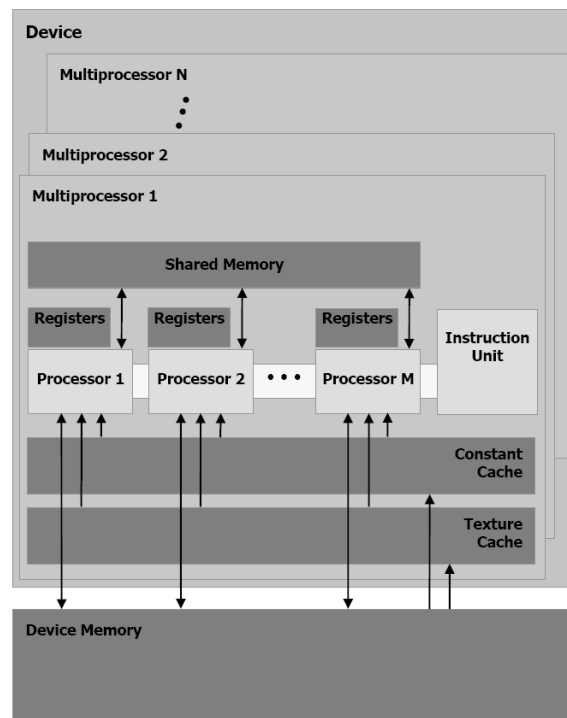 Device
Multiprocessor N
Multiprocessor 2
Multiprocessor 1
Shared Memory
Registers
Registers
Registers
Instruction
Unit
Processor 1
Processor 2
Processor M
Constant
Cache
Texture
Cache
Device Memory